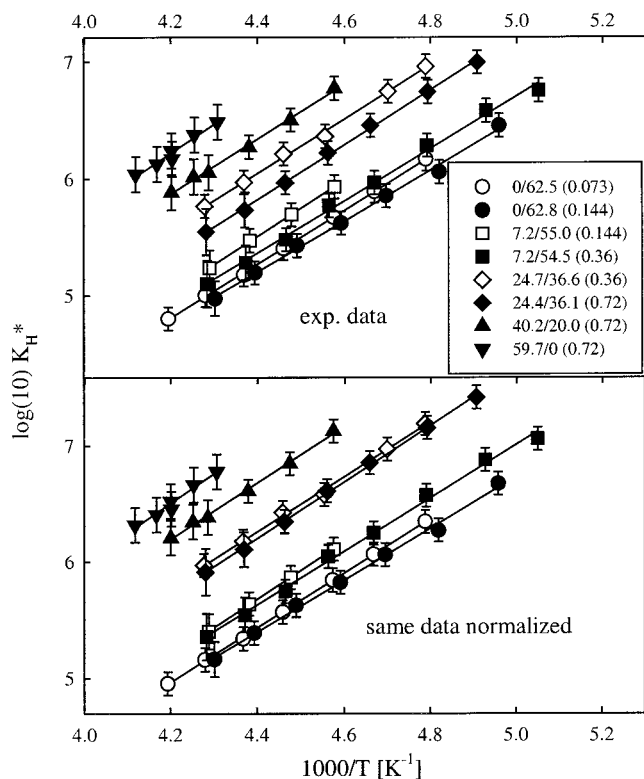 4.0 4.2 4.4 4.6 4.8 5.0 5.2
7
6
5
0/62.5 (0.073)
0/62.8 (0.144)
7.2/55.0 (0.144)
7.2/54.5 (0.36)
24.7/36.6 (0.36)
24.4/36.1 (0.72)
40.2/20.0 (0.72)
59.7/0 (0.72)
exp. data
log(10) K_H*
7
6
5
same data normalized
4.0 4.2 4.4 4.6 4.8 5.0 5.2
1000/T [K⁻¹]